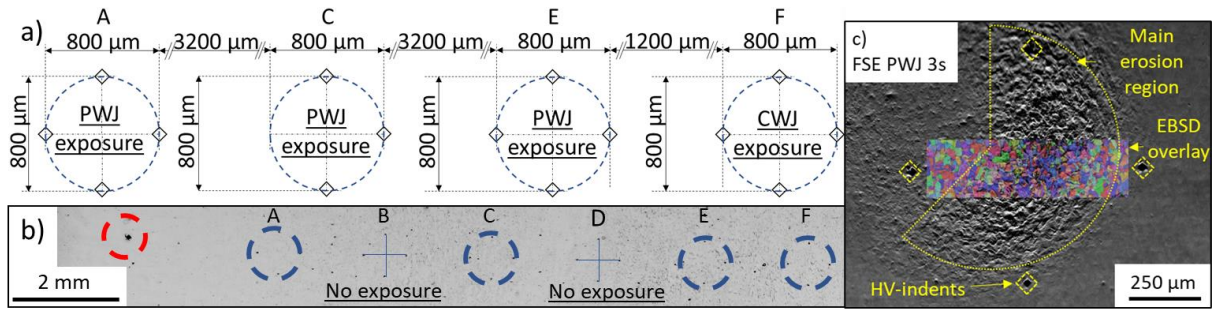 a)
A
C
E
F
800 µm
3200 µm
800 µm
3200 µm
800 µm
1200 µm
800 µm
800 µm
PWJ
exposure
800 µm
PWJ
exposure
800 µm
PWJ
exposure
800 µm
CWJ
exposure
b)
A
B
C
D
E
F
No exposure
No exposure
2 mm
c)
FSE PWJ 3s
Main
erosion
region
EBSD
overlay
HV-indents
250 µm